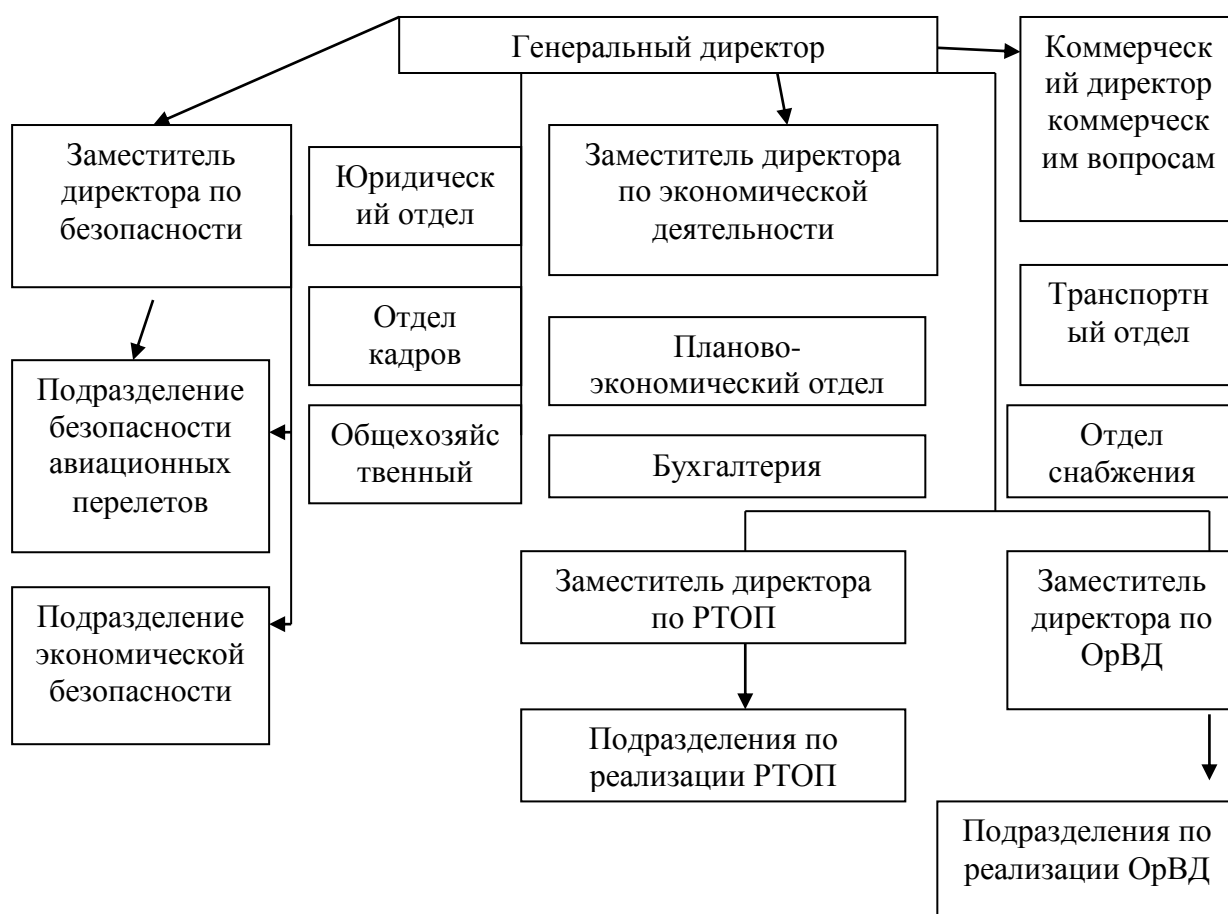 Генеральный директор
Коммерческ
ий директор
коммерческ
им вопросам
Заместитель
директора по
безопасности
Юридическ
ий отдел
Заместитель директора
по экономической
деятельности
Отдел
кадров
Планово-
экономический отдел
Транспортн
ый отдел
Подразделение
безопасности
авиационных
перелетов
Общехозяйс
твенный
Бухгалтерия
Отдел
снабжения
Подразделение
экономической
безопасности
Заместитель директора
по РТОП
Заместитель
директора по
ОрВД
Подразделения по
реализации РТОП
Подразделения по
реализации ОрВД